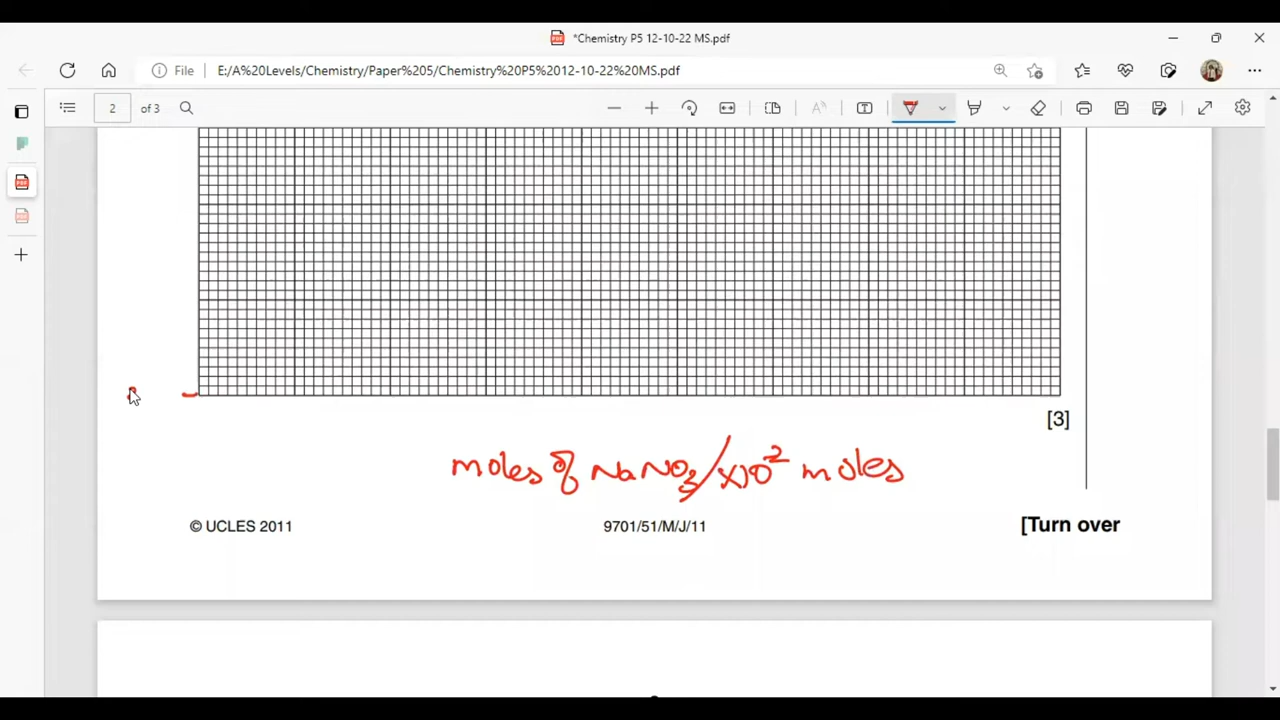 *Chemistry P5 12-10-22 MS.pdf
File E:/A%20Levels/Chemistry/Paper%205/Chemistry%20P5%2012-10-22%20MS.pdf
2 of 3
[3]
moles of NaNO3/x10^2 moles
© UCLES 2011 9701/51/M/J/11 [Turn over